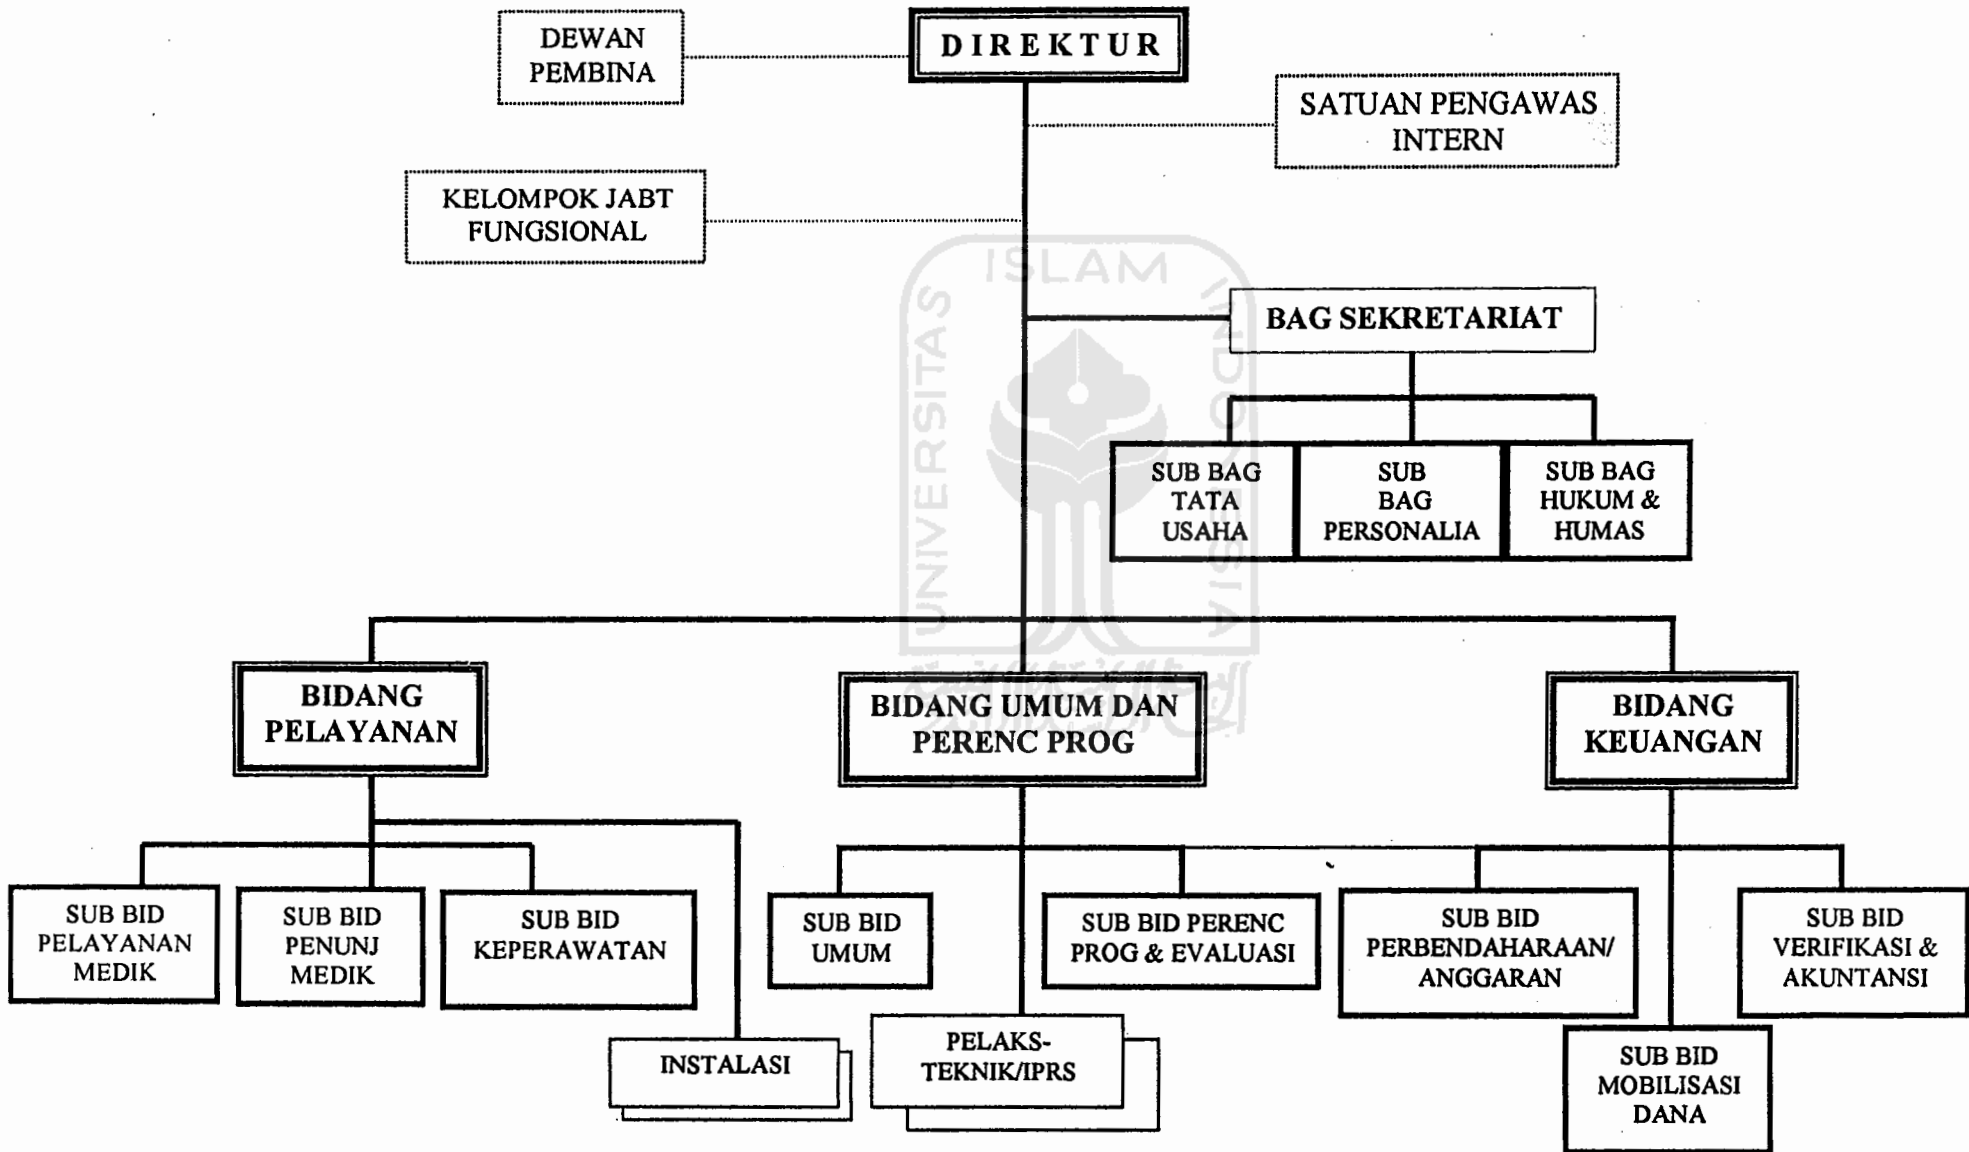 DEWAN
PEMBINA
DIREKTUR
SATUAN PENGAWAS
INTERN
KELOMPOK JABT
FUNGSIONAL
ISLAM
UNIVERSITAS
INDONESIA
BAG SEKRETARIAT
SUB BAG
TATA
USAHA
SUB
BAG
PERSONALIA
SUB BAG
HUKUM &
HUMAS
BIDANG
PELAYANAN
BIDANG UMUM DAN
PERENC PROG
BIDANG
KEUANGAN
SUB BID
PELAYANAN
MEDIK
SUB BID
PENUNJ
MEDIK
SUB BID
KEPERAWATAN
SUB BID
UMUM
SUB BID PERENC
PROG & EVALUASI
SUB BID
PERBENDAHARAAN/
ANGGARAN
SUB BID
VERIFIKASI &
AKUNTANSI
INSTALASI
PELAKS-
TEKNIK/IPRS
SUB BID
MOBILISASI
DANA